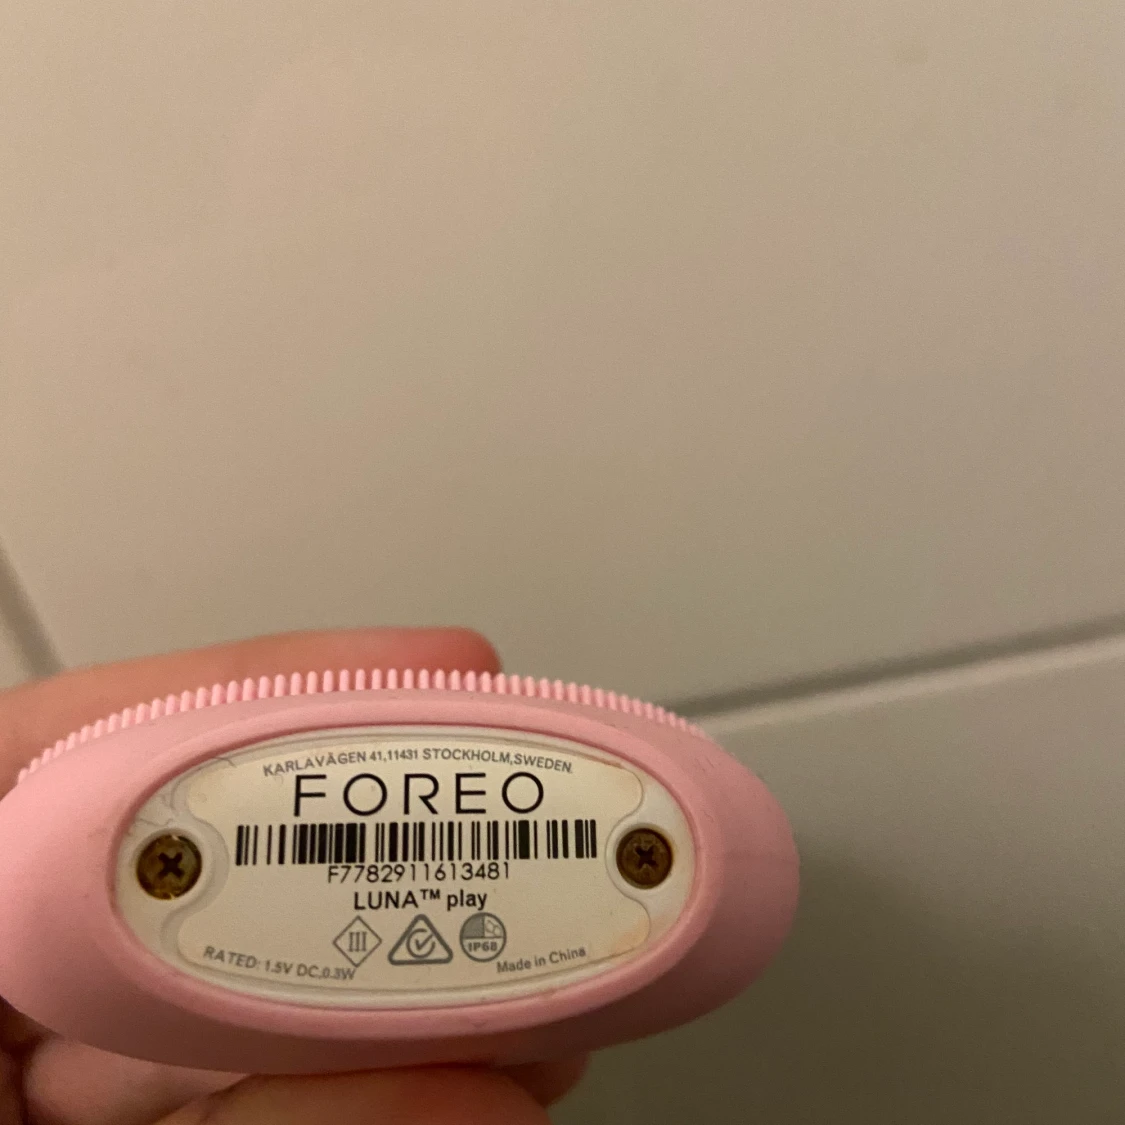 KARLAVÄGEN 41,11431 STOCKHOLM,SWEDEN
FOREO
F7782911613481
LUNA™ play
III
IP68
RATED: 1.5V DC,0.3W
Made in China